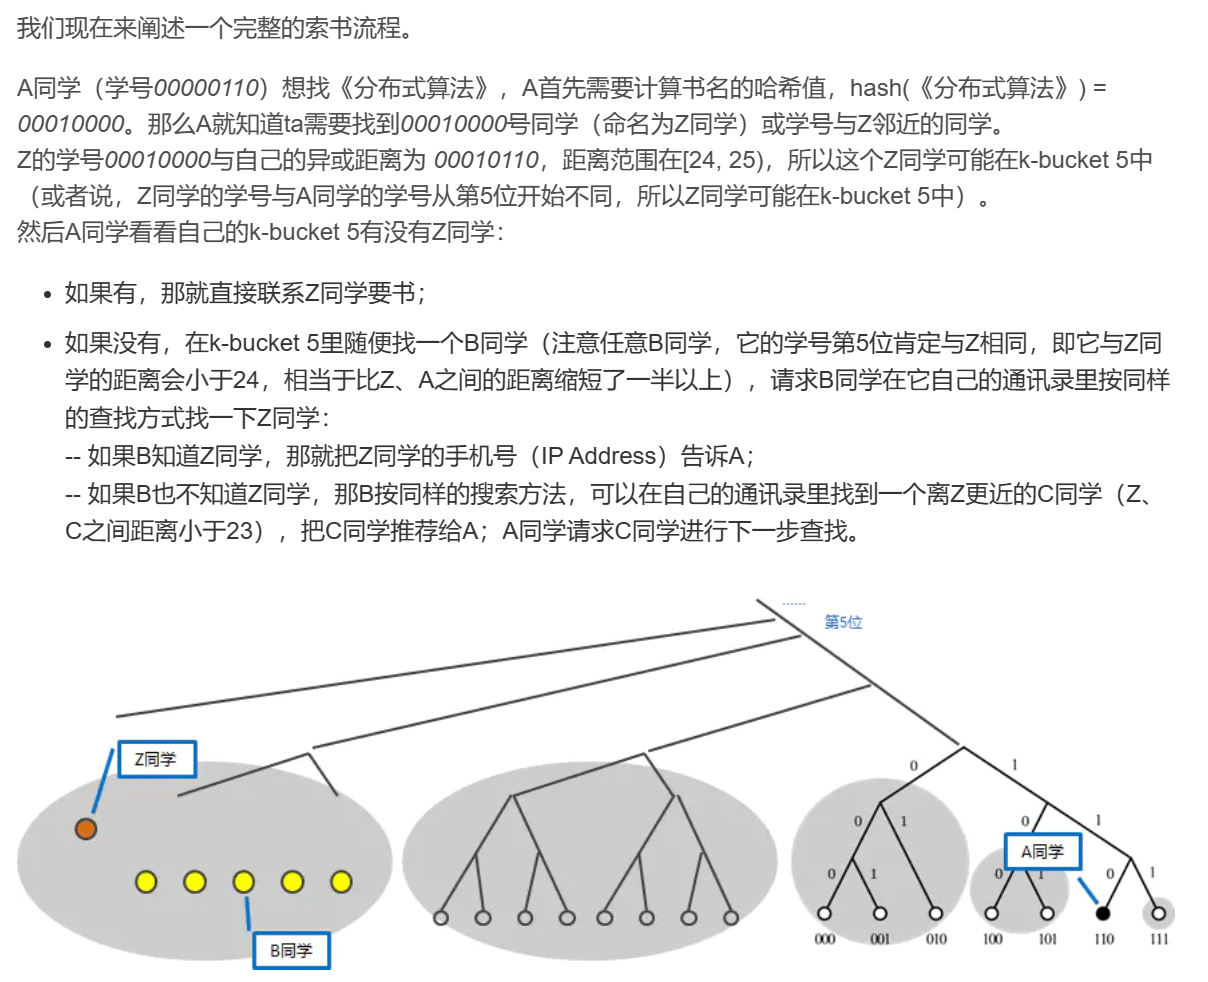 我们现在来阐述一个完整的索书流程。
A同学（学号00000110）想找《分布式算法》，A首先需要计算书名的哈希值，hash(《分布式算法》) =
00010000。那么A就知道ta需要找到00010000号同学（命名为Z同学）或学号与Z邻近的同学。
Z的学号00010000与自己的异或距离为 00010110，距离范围在[24, 25)，所以这个Z同学可能在k-bucket 5中
（或者说，Z同学的学号与A同学的学号从第5位开始不同，所以Z同学可能在k-bucket 5中）。
然后A同学看看自己的k-bucket 5有没有Z同学：
• 如果有，那就直接联系Z同学要书；
• 如果没有，在k-bucket 5里随便找一个B同学（注意任意B同学，它的学号第5位肯定与Z相同，即它与Z同
学的距离会小于24，相当于比Z、A之间的距离缩短了一半以上），请求B同学在它自己的通讯录里按同样
的查找方式找一下Z同学：
-- 如果B知道Z同学，那就把Z同学的手机号（IP Address）告诉A；
-- 如果B也不知道Z同学，那B按同样的搜索方法，可以在自己的通讯录里找到一个离Z更近的C同学（Z、
C之间距离小于23），把C同学推荐给A；A同学请求C同学进行下一步查找。
......
第5位
Z同学
0 1
0 1 0 1
A同学
0 1 0 1 0 1
000 001 010 100 101 110 111
B同学